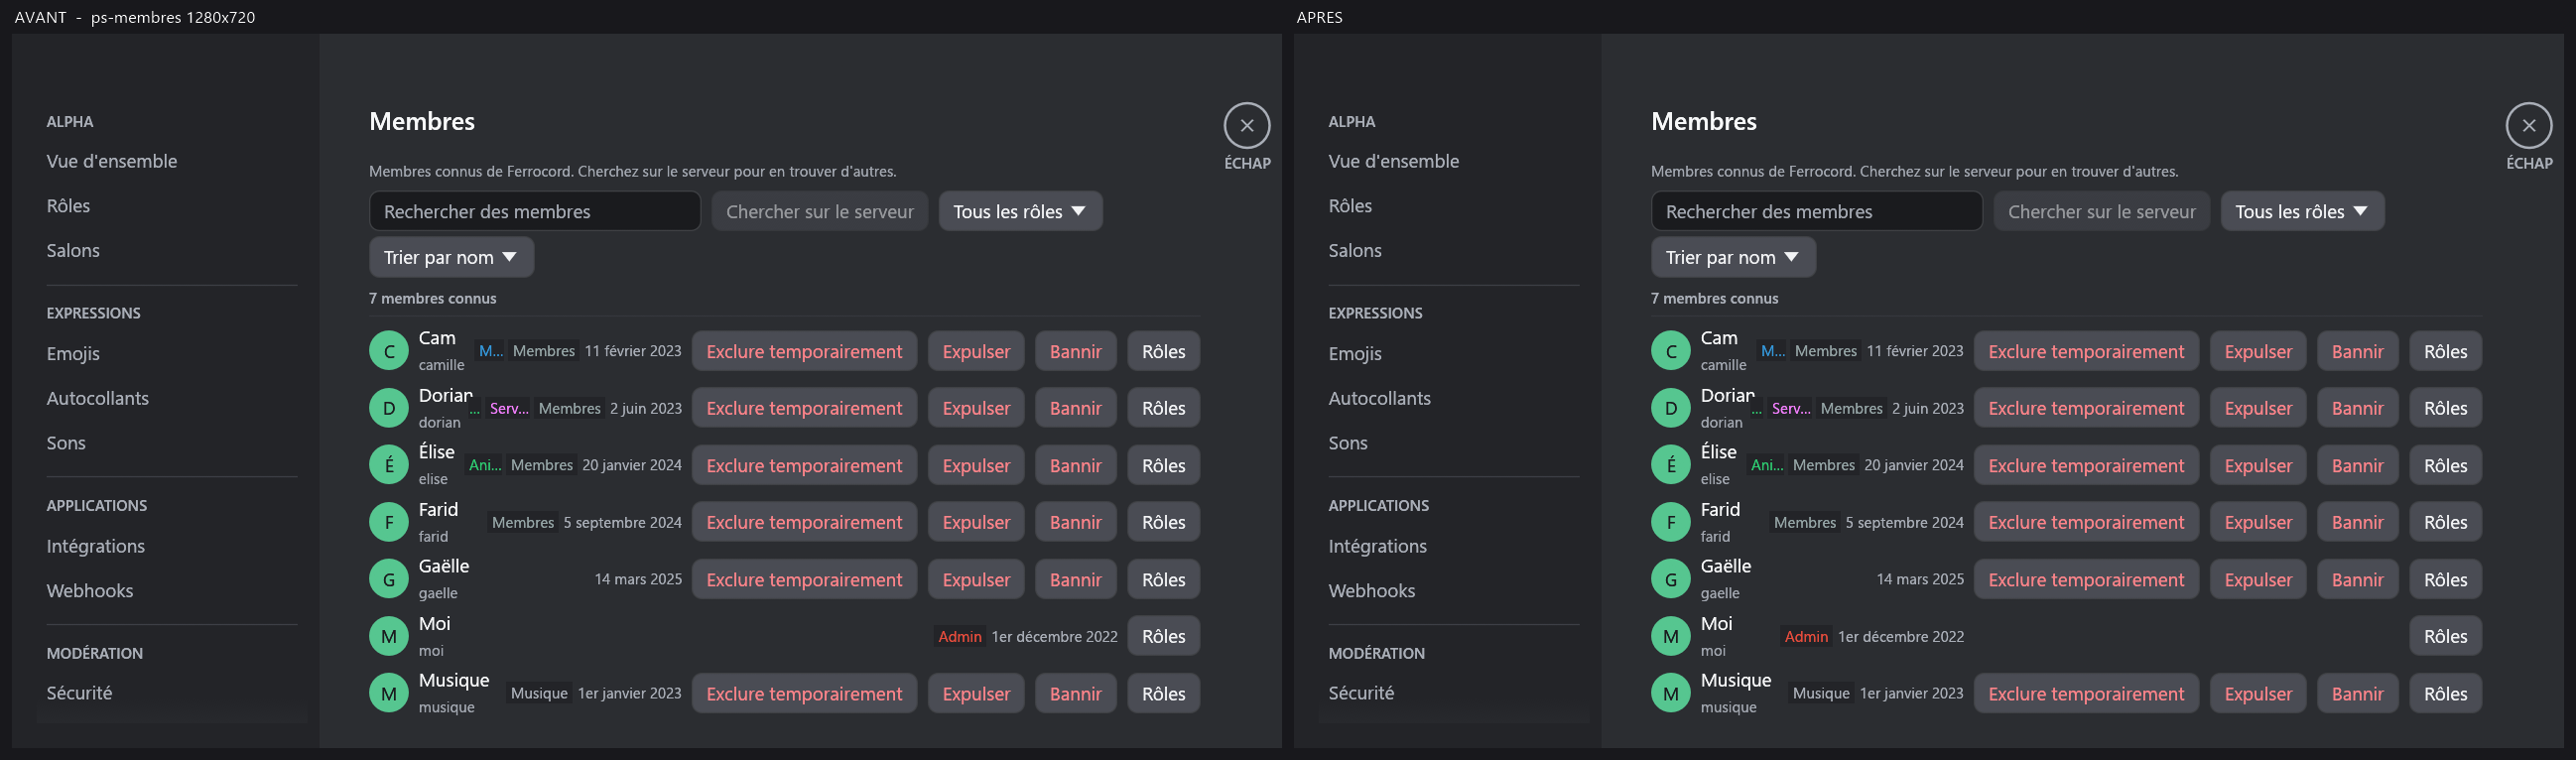 AVANT - ps-membres 1280x720
ALPHA
Vue d'ensemble
Rôles
Salons
EXPRESSIONS
Emojis
Autocollants
Sons
APPLICATIONS
Intégrations
Webhooks
MODÉRATION
Sécurité
Membres
ÉCHAP
Membres connus de Ferrocord. Cherchez sur le serveur pour en trouver d'autres.
Rechercher des membres Chercher sur le serveur Tous les rôles
Trier par nom
7 membres connus
C Cam camille M... Membres 11 février 2023 Exclure temporairement Expulser Bannir Rôles
D Dorian dorian ... Serv... Membres 2 juin 2023 Exclure temporairement Expulser Bannir Rôles
É Élise elise Ani... Membres 20 janvier 2024 Exclure temporairement Expulser Bannir Rôles
F Farid farid Membres 5 septembre 2024 Exclure temporairement Expulser Bannir Rôles
G Gaëlle gaelle 14 mars 2025 Exclure temporairement Expulser Bannir Rôles
M Moi moi Admin 1er décembre 2022 Rôles
M Musique musique Musique 1er janvier 2023 Exclure temporairement Expulser Bannir Rôles
APRES
ALPHA
Vue d'ensemble
Rôles
Salons
EXPRESSIONS
Emojis
Autocollants
Sons
APPLICATIONS
Intégrations
Webhooks
MODÉRATION
Sécurité
Membres
ÉCHAP
Membres connus de Ferrocord. Cherchez sur le serveur pour en trouver d'autres.
Rechercher des membres Chercher sur le serveur Tous les rôles
Trier par nom
7 membres connus
C Cam camille M... Membres 11 février 2023 Exclure temporairement Expulser Bannir Rôles
D Dorian dorian ... Serv... Membres 2 juin 2023 Exclure temporairement Expulser Bannir Rôles
É Élise elise Ani... Membres 20 janvier 2024 Exclure temporairement Expulser Bannir Rôles
F Farid farid Membres 5 septembre 2024 Exclure temporairement Expulser Bannir Rôles
G Gaëlle gaelle 14 mars 2025 Exclure temporairement Expulser Bannir Rôles
M Moi moi Admin 1er décembre 2022 Rôles
M Musique musique Musique 1er janvier 2023 Exclure temporairement Expulser Bannir Rôles